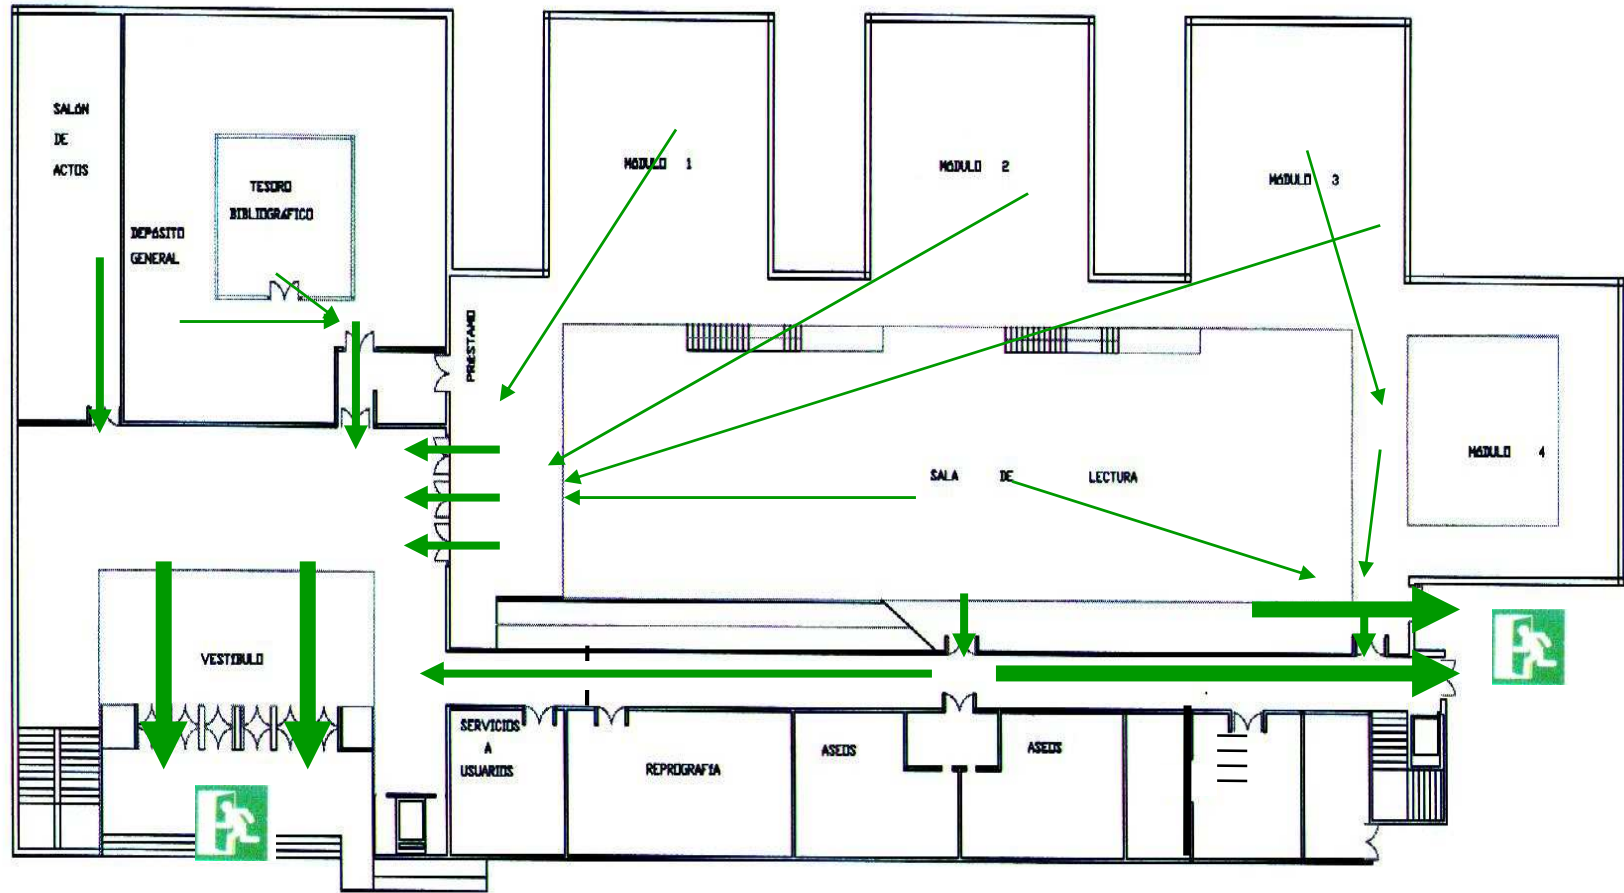 SALÓN
DE
ACTOS
TESORO
BIBLIOGRÁFICO
DEPÓSITO
GENERAL
MÓDULO 1
MÓDULO 2
MÓDULO 3
PRÉSTAMO
MÓDULO 4
SALA DE LECTURA
VESTÍBULO
SERVICIOS
A
USUARIOS
REPROGRAFÍA
ASEOS
ASEOS